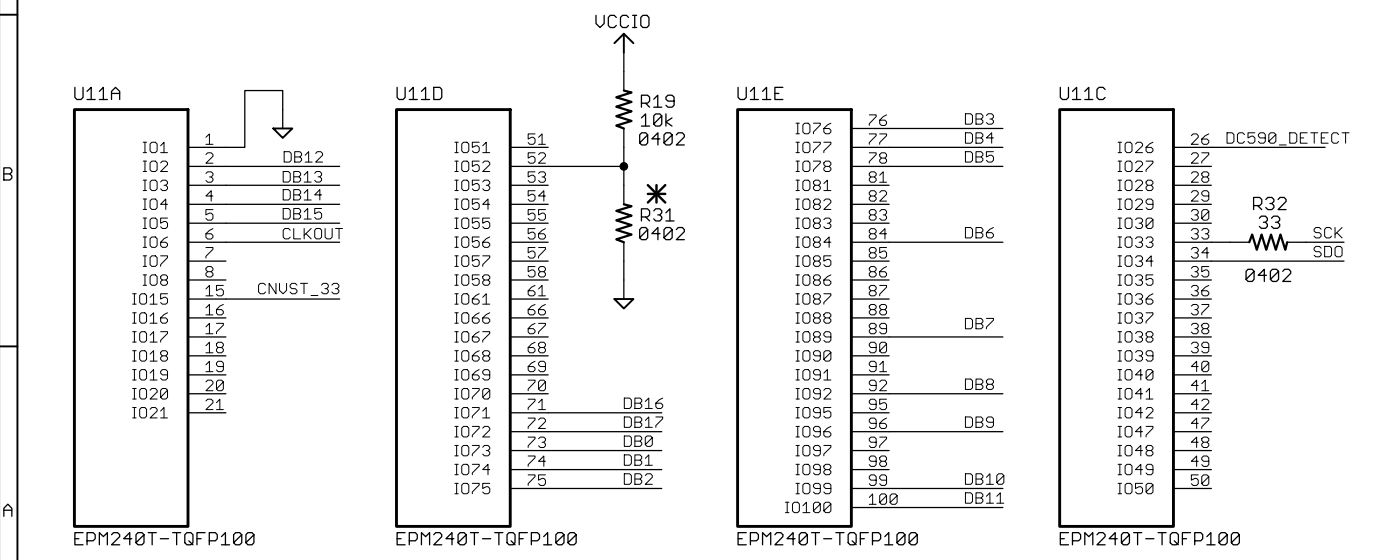 B
A
VCCIO
R19
10k
0402
R31
0402
U11A
IO1 1
IO2 2 DB12
IO3 3 DB13
IO4 4 DB14
IO5 5 DB15
IO6 6 CLKOUT
IO7 7
IO8 8
IO15 15 CNVST_33
IO16 16
IO17 17
IO18 18
IO19 19
IO20 20
IO21 21
EPM240T-TQFP100
U11D
IO51 51
IO52 52
IO53 53
IO54 54
IO55 55
IO56 56
IO57 57
IO58 58
IO61 61
IO66 66
IO67 67
IO68 68
IO69 69
IO70 70
IO71 71 DB16
IO72 72 DB17
IO73 73 DB0
IO74 74 DB1
IO75 75 DB2
EPM240T-TQFP100
U11E
IO76 76 DB3
IO77 77 DB4
IO78 78 DB5
IO81 81
IO82 82
IO83 83
IO84 84 DB6
IO85 85
IO86 86
IO87 87
IO88 88
IO89 89 DB7
IO90 90
IO91 91
IO92 92 DB8
IO95 95
IO96 96 DB9
IO97 97
IO98 98
IO99 99 DB10
IO100 100 DB11
EPM240T-TQFP100
U11C
IO26 26 DC590_DETECT
IO27 27
IO28 28
IO29 29
IO30 30
IO33 33 SCK
IO34 34 SDO
IO35 35
IO36 36
IO37 37
IO38 38
IO39 39
IO40 40
IO41 41
IO42 42
IO47 47
IO48 48
IO49 49
IO50 50
R32
33
0402
EPM240T-TQFP100